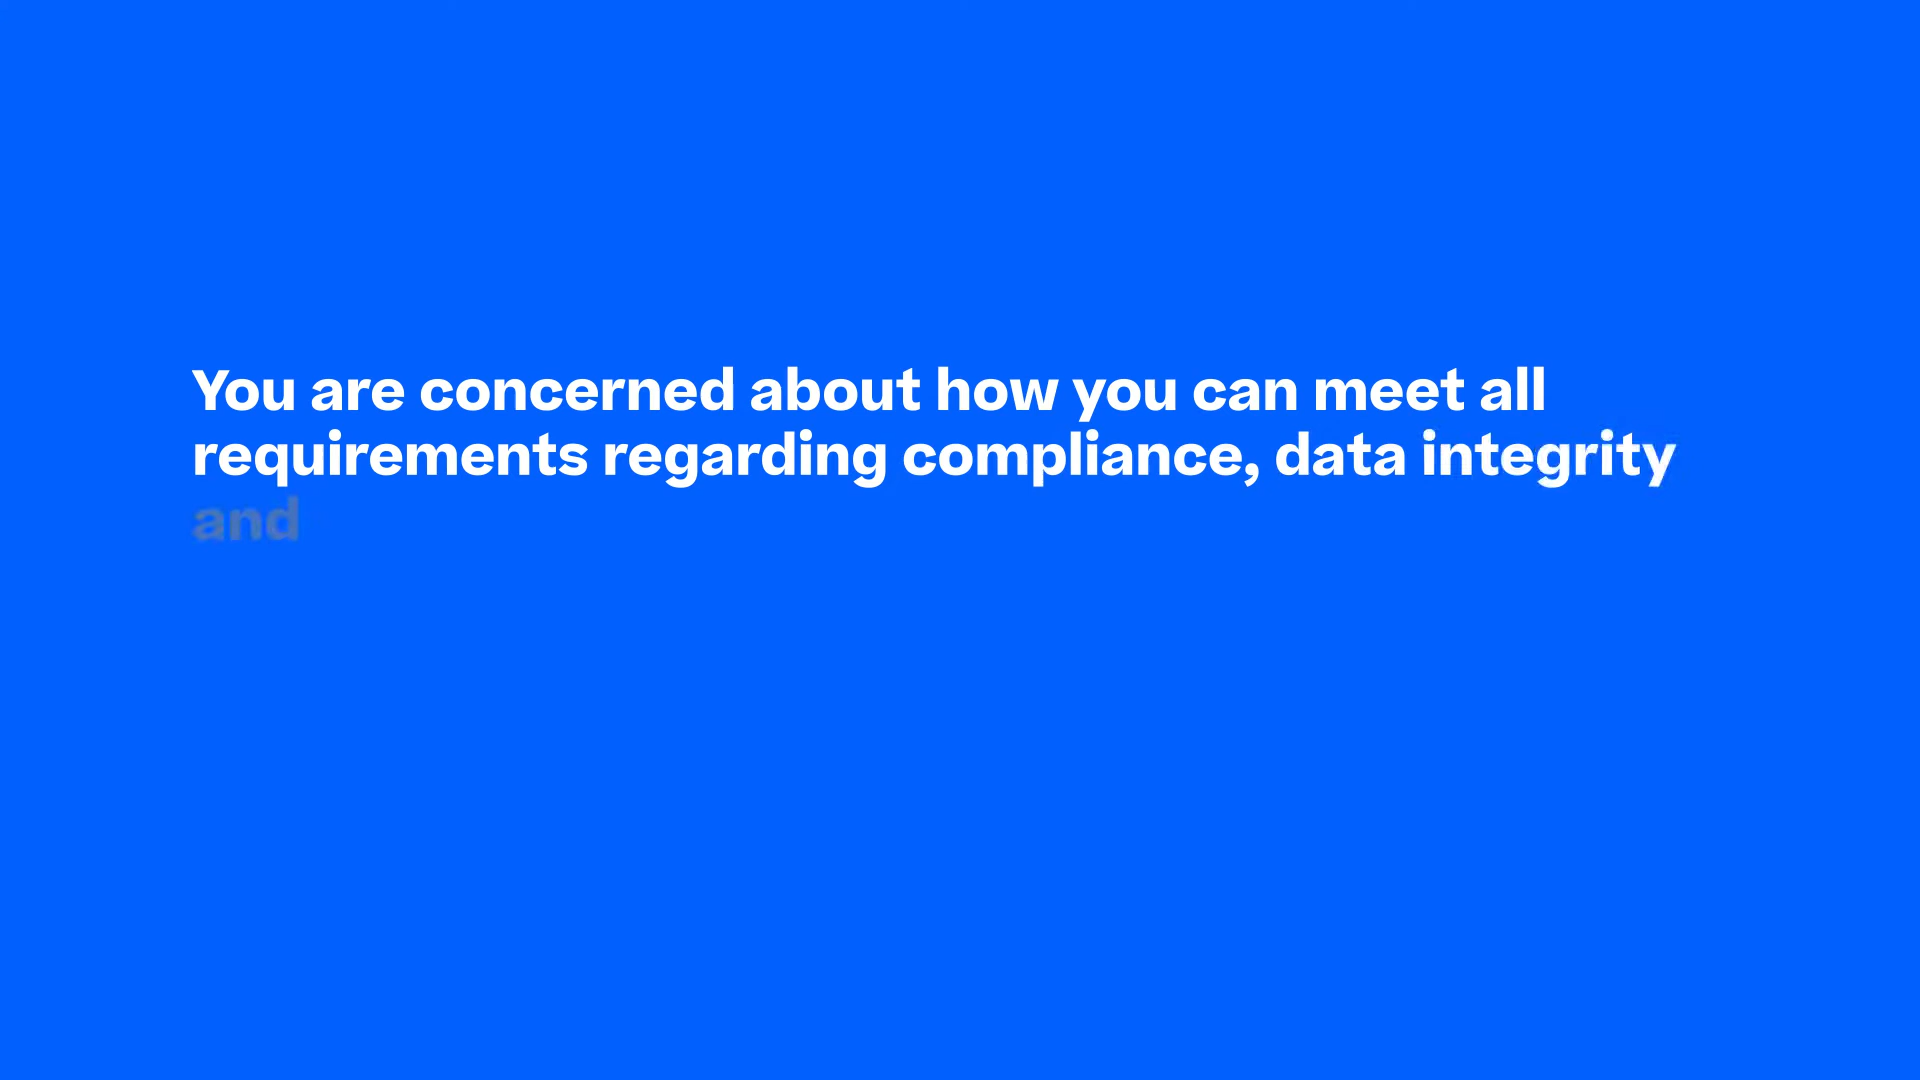 You are concerned about how you can meet all
requirements regarding compliance, data integrity
and